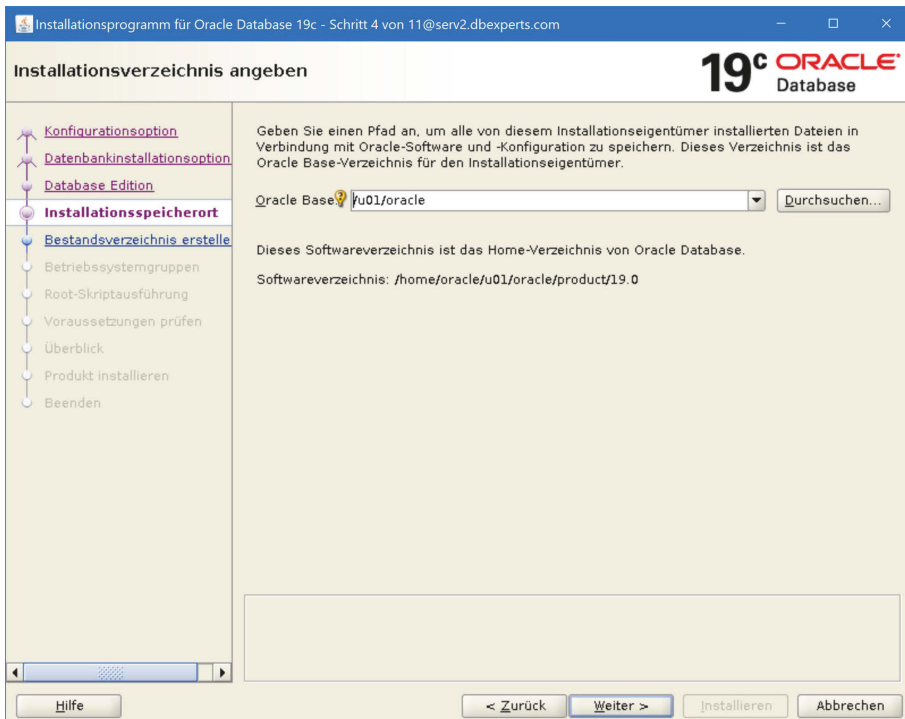 Installationsprogramm für Oracle Database 19c - Schritt 4 von 11@serv2.dbexperts.com
Installationsverzeichnis angeben
19c ORACLE
Database
Konfigurationsoption
Datenbankinstallationsoption
Database Edition
Installationsspeicherort
Bestandsverzeichnis erstelle
Betriebssystemgruppen
Root-Skriptausführung
Voraussetzungen prüfen
Überblick
Produkt installieren
Beenden
Geben Sie einen Pfad an, um alle von diesem Installationseigentümer installierten Dateien in
Verbindung mit Oracle-Software und -Konfiguration zu speichern. Dieses Verzeichnis ist das
Oracle Base-Verzeichnis für den Installationseigentümer.
Oracle Base: /u01/oracle
Durchsuchen...
Dieses Softwareverzeichnis ist das Home-Verzeichnis von Oracle Database.
Softwareverzeichnis: /home/oracle/u01/oracle/product/19.0
Hilfe
< Zurück
Weiter >
Installieren
Abbrechen